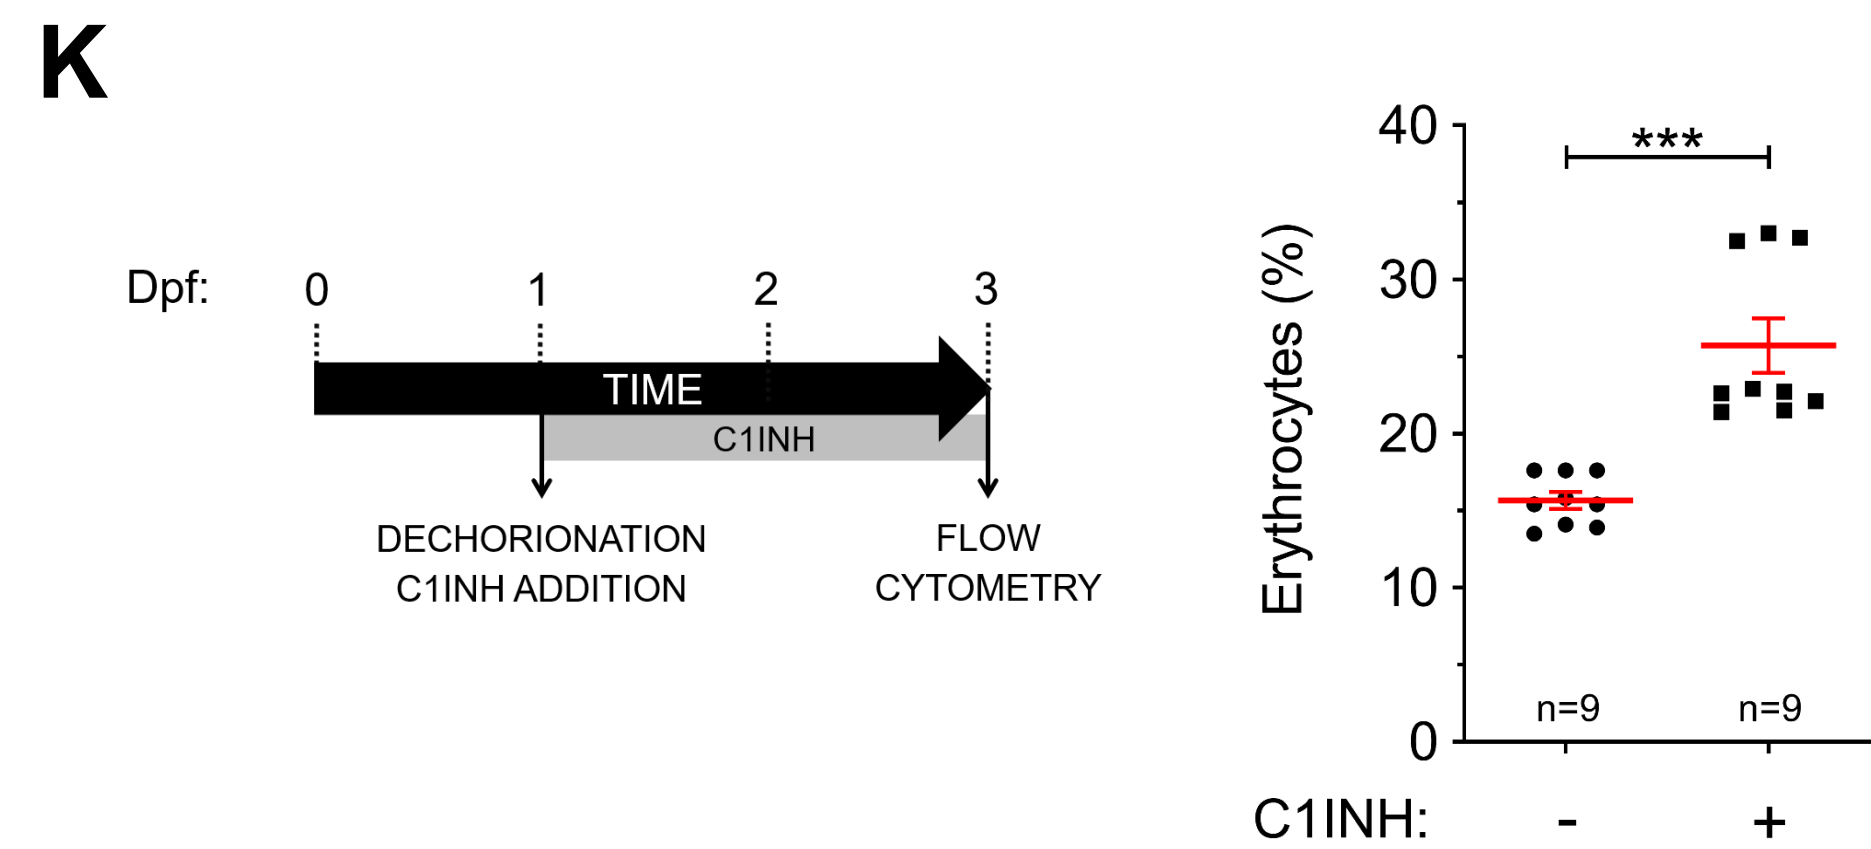 K
Dpf: 0 1 2 3
TIME
C1INH
DECHORIONATION
C1INH ADDITION
FLOW
CYTOMETRY
Erythrocytes (%)
40
30
20
10
0
***
n=9 n=9
C1INH: - +